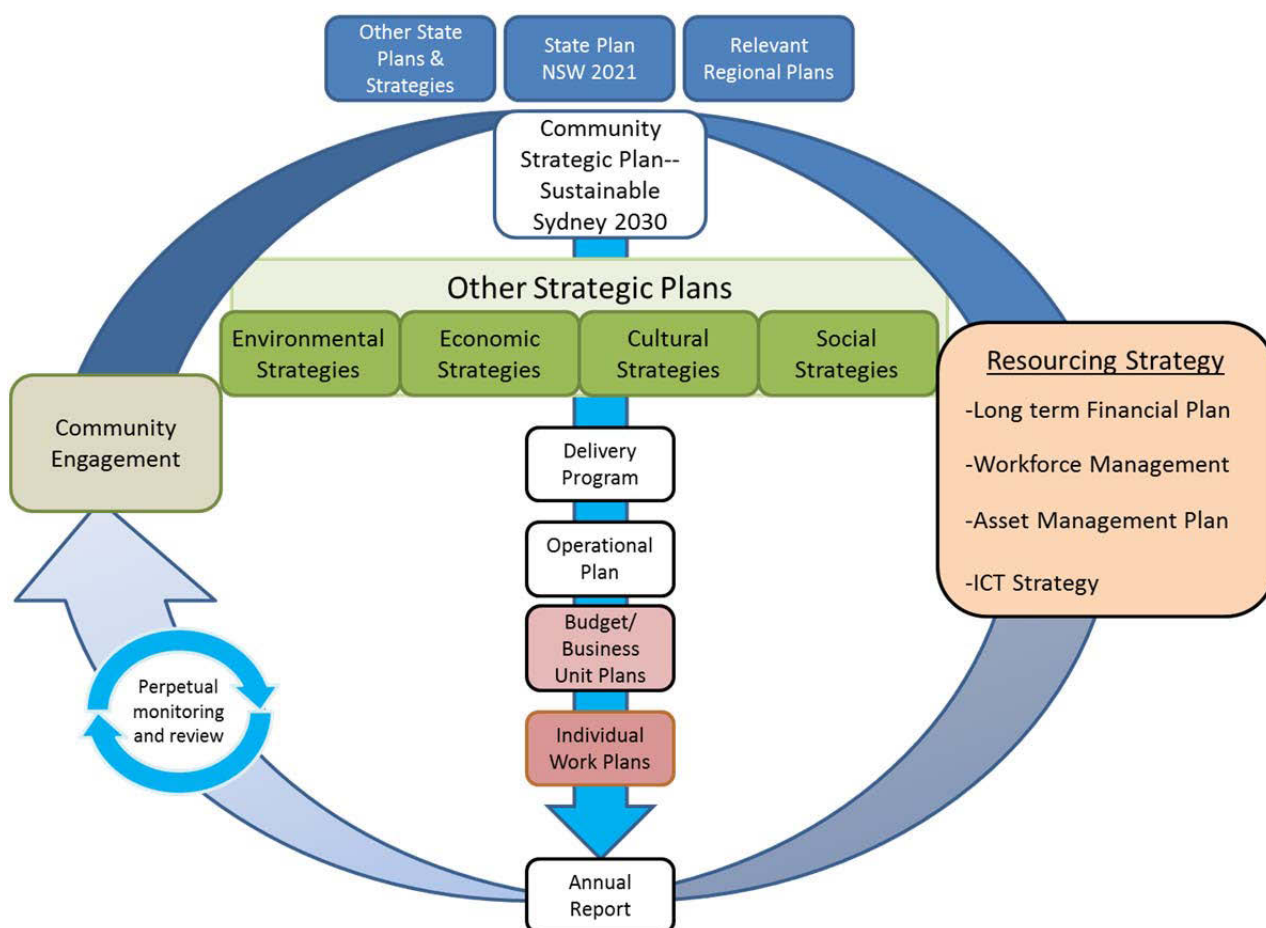 Other State
Plans &
Strategies
State Plan
NSW 2021
Relevant
Regional Plans
Community
Strategic Plan--
Sustainable
Sydney 2030
Other Strategic Plans
Environmental
Strategies
Economic
Strategies
Cultural
Strategies
Social
Strategies
Community
Engagement
Resourcing Strategy
-Long term Financial Plan
-Workforce Management
-Asset Management Plan
-ICT Strategy
Delivery
Program
Operational
Plan
Budget/
Business
Unit Plans
Individual
Work Plans
Perpetual
monitoring
and review
Annual
Report